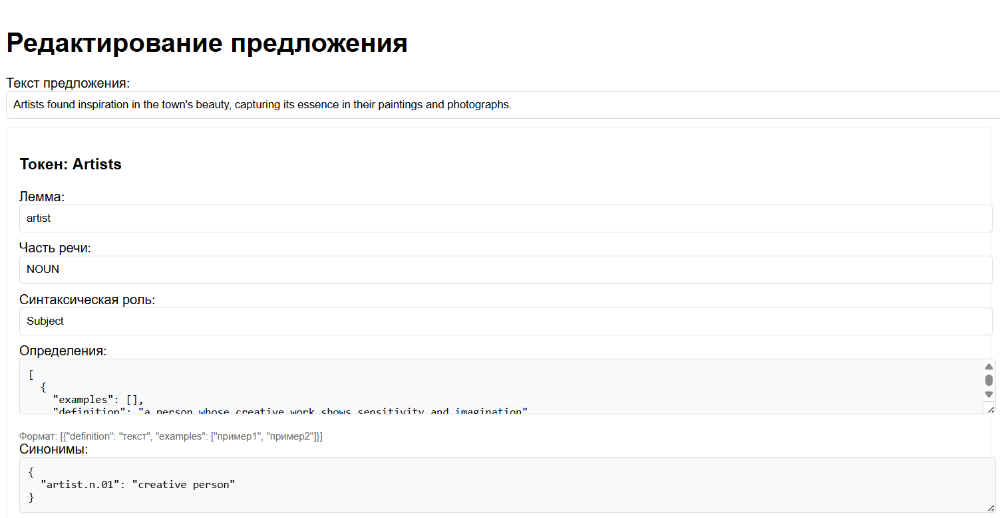 Редактирование предложения
Текст предложения:
Artists found inspiration in the town's beauty, capturing its essence in their paintings and photographs.
Токен: Artists
Лемма:
artist
Часть речи:
NOUN
Синтаксическая роль:
Subject
Определения:
[
{
"examples": [],
"definition": "a person whose creative work shows sensitivity and imagination"
Формат: [{"definition": "текст", "examples": ["пример1", "пример2"]}]
Синонимы:
{
"artist.n.01": "creative person"
}